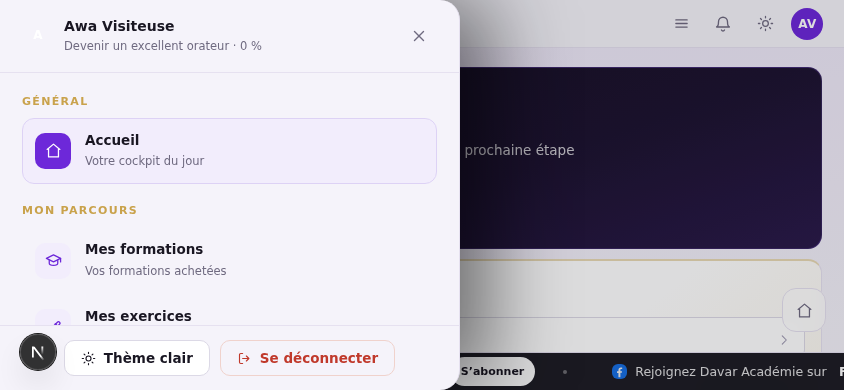 A
Awa Visiteuse
Devenir un excellent orateur · 0 %
AV
GÉNÉRAL
Accueil
Votre cockpit du jour
prochaine étape
MON PARCOURS
Mes formations
Vos formations achetées
Mes exercices
N
Thème clair
Se déconnecter
S’abonner
Rejoignez Davar Académie sur